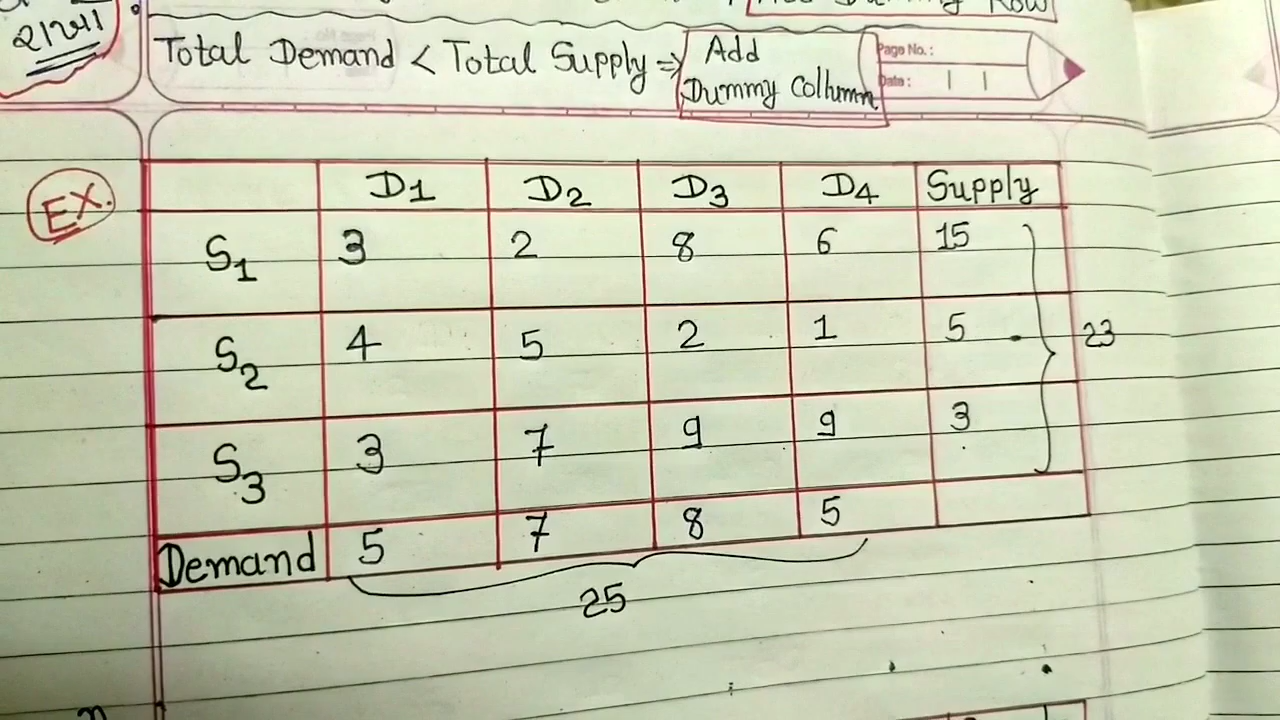 Row
Total Demand < Total Supply ⇒ Add Dummy Collumn
Page No.:
Date:
EX.
D1 D2 D3 D4 Supply
S1 3 2 8 6 15
S2 4 5 2 1 5
S3 3 7 9 9 3
23
Demand 5 7 8 5
25